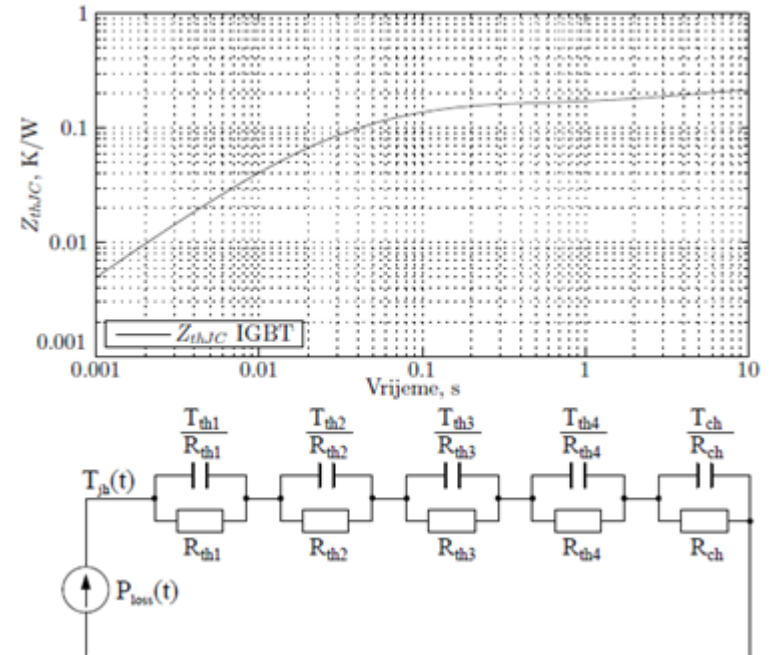 1
0.1
0.01
0.001
Z_thJC, K/W
Z_thJC IGBT
0.001 0.01 0.1 1 10
Vrijeme, s
T_th1 T_th2 T_th3 T_th4 T_ch
R_th1 R_th2 R_th3 R_th4 R_ch
T_jh(t)
R_th1 R_th2 R_th3 R_th4 R_ch
P_loss(t)